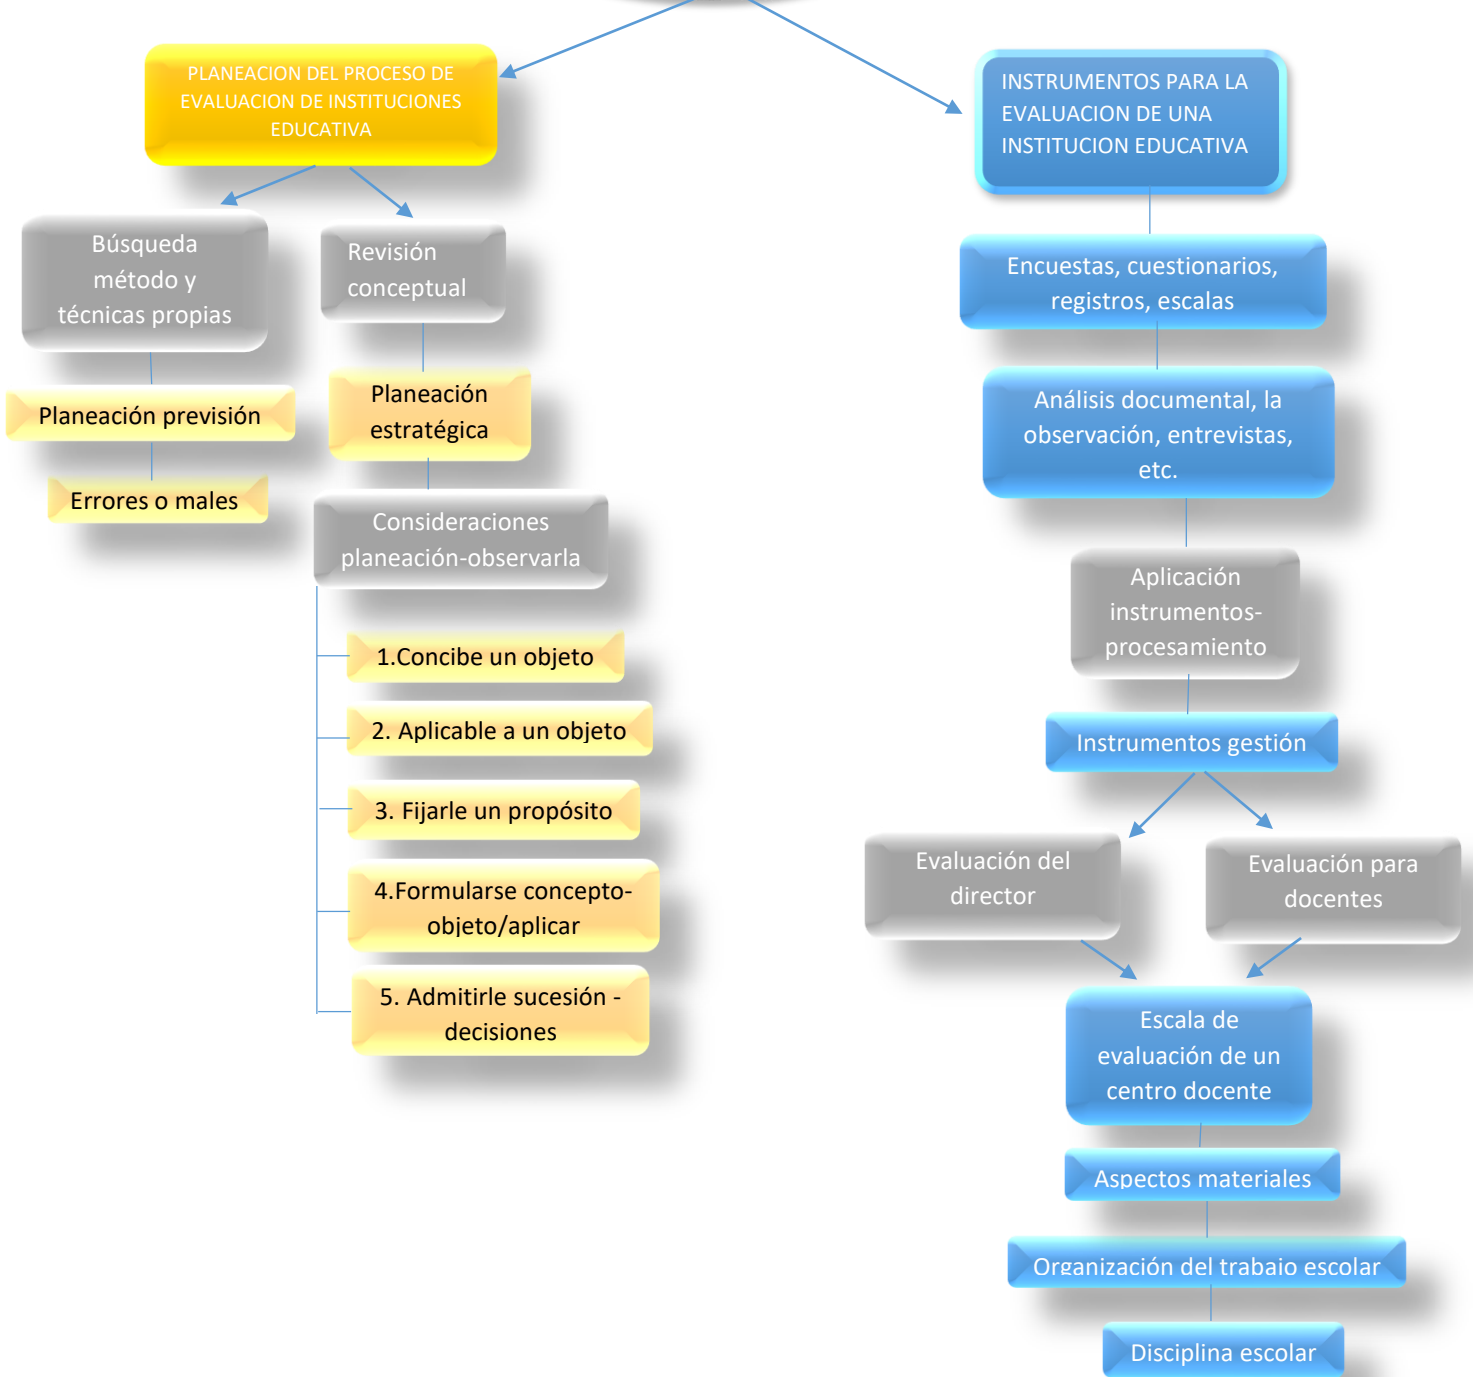 PLANEACION DEL PROCESO DE
EVALUACION DE INSTITUCIONES
EDUCATIVA
Búsqueda
método y
técnicas propias
Planeación previsión
Errores o males
Revisión
conceptual
Planeación
estratégica
Consideraciones
planeación-observarla
1.Concibe un objeto
2. Aplicable a un objeto
3. Fijarle un propósito
4.Formularse concepto-
objeto/aplicar
5. Admitirle sucesión -
decisiones
INSTRUMENTOS PARA LA
EVALUACION DE UNA
INSTITUCION EDUCATIVA
Encuestas, cuestionarios,
registros, escalas
Análisis documental, la
observación, entrevistas,
etc.
Aplicación
instrumentos-
procesamiento
Instrumentos gestión
Evaluación del
director
Evaluación para
docentes
Escala de
evaluación de un
centro docente
Aspectos materiales
Organización del trabajo escolar
Disciplina escolar